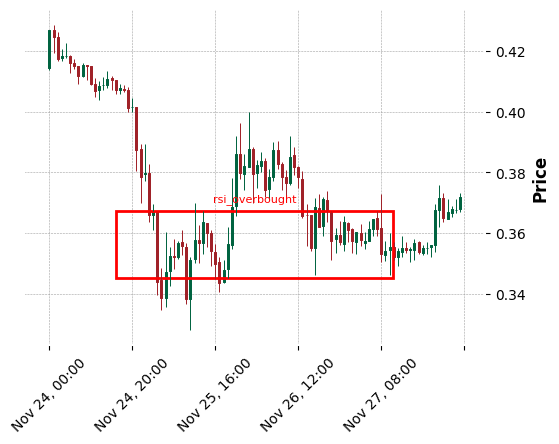 0.42
0.40
0.38
0.36
0.34
Price
rsi_overbought
Nov 24, 00:00
Nov 24, 20:00
Nov 25, 16:00
Nov 26, 12:00
Nov 27, 08:00